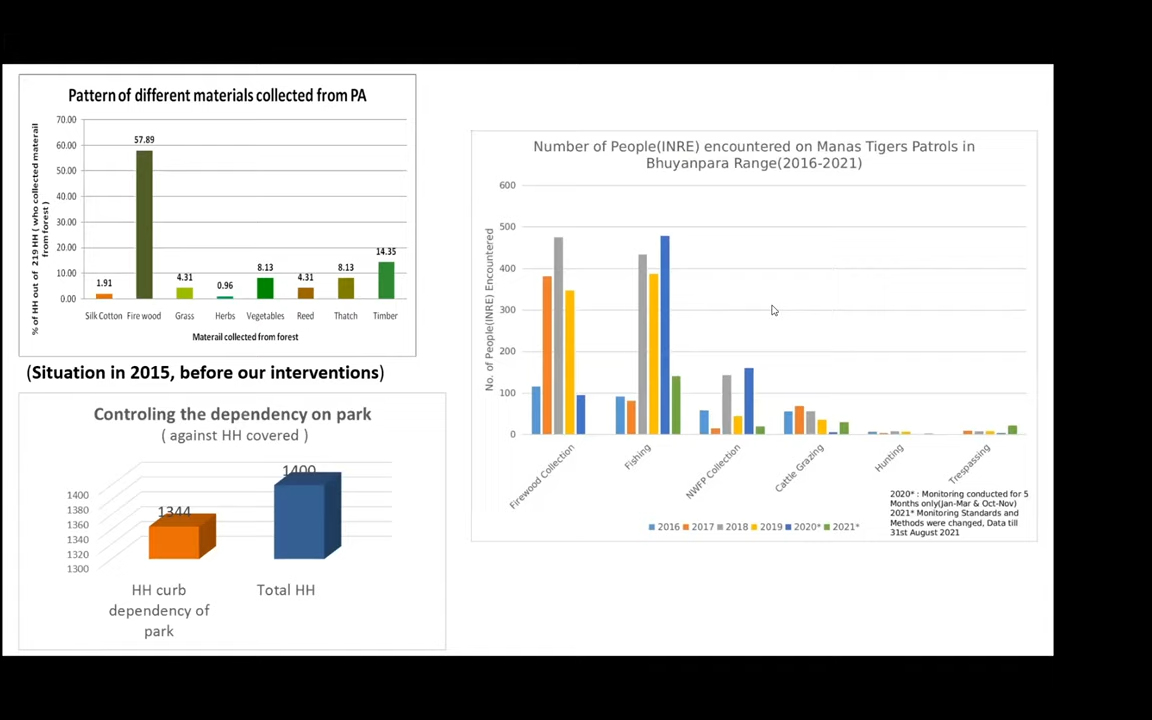 Pattern of different materials collected from PA
% of HH out of 219 HH ( who collected materail
from forest )
70.00
60.00
50.00
40.00
30.00
20.00
10.00
0.00
1.91
57.89
4.31
0.96
8.13
4.31
8.13
14.35
Silk Cotton Fire wood Grass Herbs Vegetables Reed Thatch Timber
Materail collected from forest
(Situation in 2015, before our interventions)
Controling the dependency on park
( against HH covered )
1400
1380
1360
1340
1320
1300
1344
1400
HH curb
dependency of
park
Total HH
Number of People(INRE) encountered on Manas Tigers Patrols in
Bhuyanpara Range(2016-2021)
No. of People(INRE) Encountered
600
500
400
300
200
100
0
Firewood Collection
Fishing
NWFP Collection
Cattle Grazing
Hunting
Trespassing
2016 2017 2018 2019 2020* 2021*
2020* : Monitoring conducted for 5
Months only(Jan-Mar & Oct-Nov)
2021* Monitoring Standards and
Methods were changed, Data till
31st August 2021